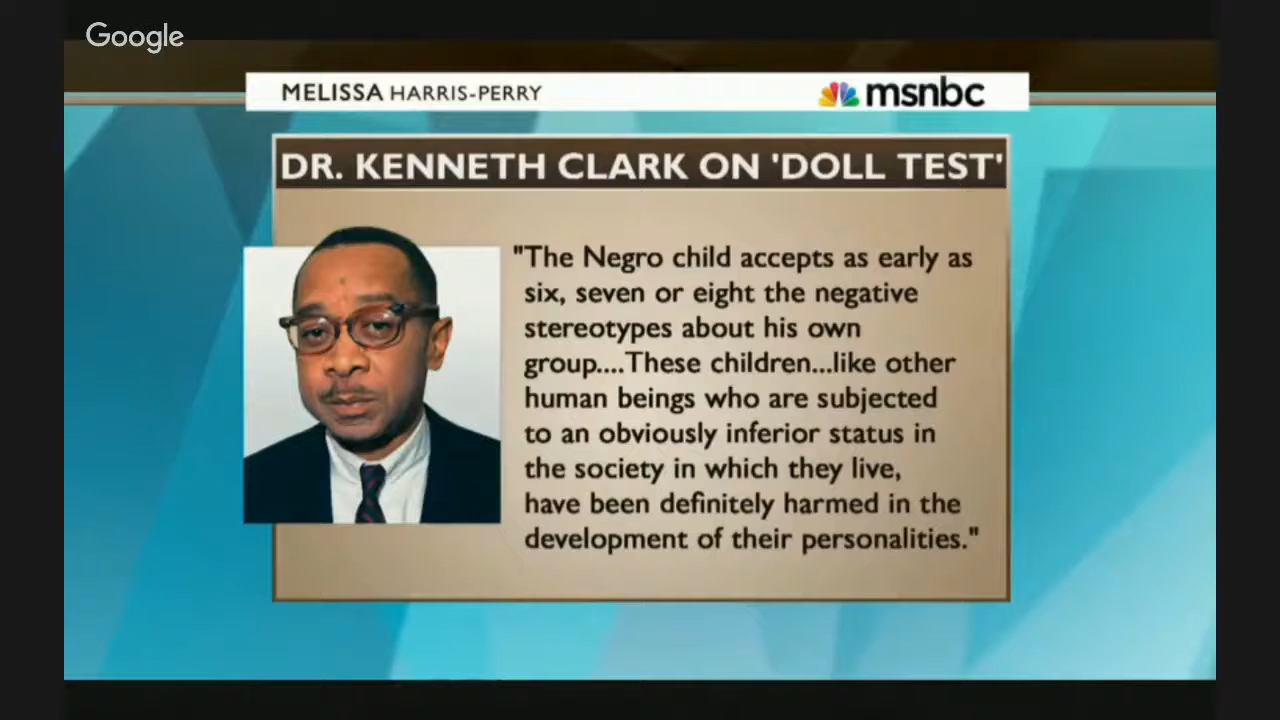 Google
MELISSA HARRIS-PERRY
msnbc
DR. KENNETH CLARK ON 'DOLL TEST'
"The Negro child accepts as early as
six, seven or eight the negative
stereotypes about his own
group....These children...like other
human beings who are subjected
to an obviously inferior status in
the society in which they live,
have been definitely harmed in the
development of their personalities."